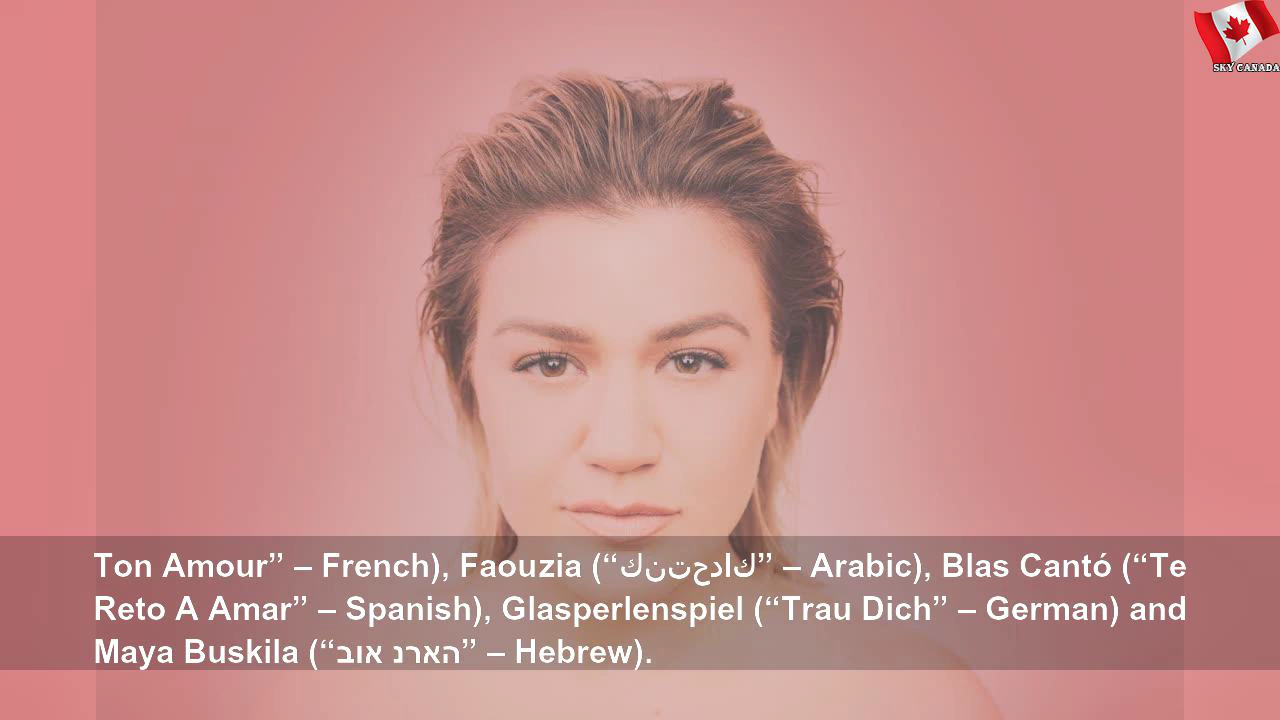 SKY CANADA
Ton Amour” – French), Faouzia (“كادحتنك” – Arabic), Blas Cantó (“Te
Reto A Amar” – Spanish), Glasperlenspiel (“Trau Dich” – German) and
Maya Buskila (“הארנ אוב” – Hebrew).